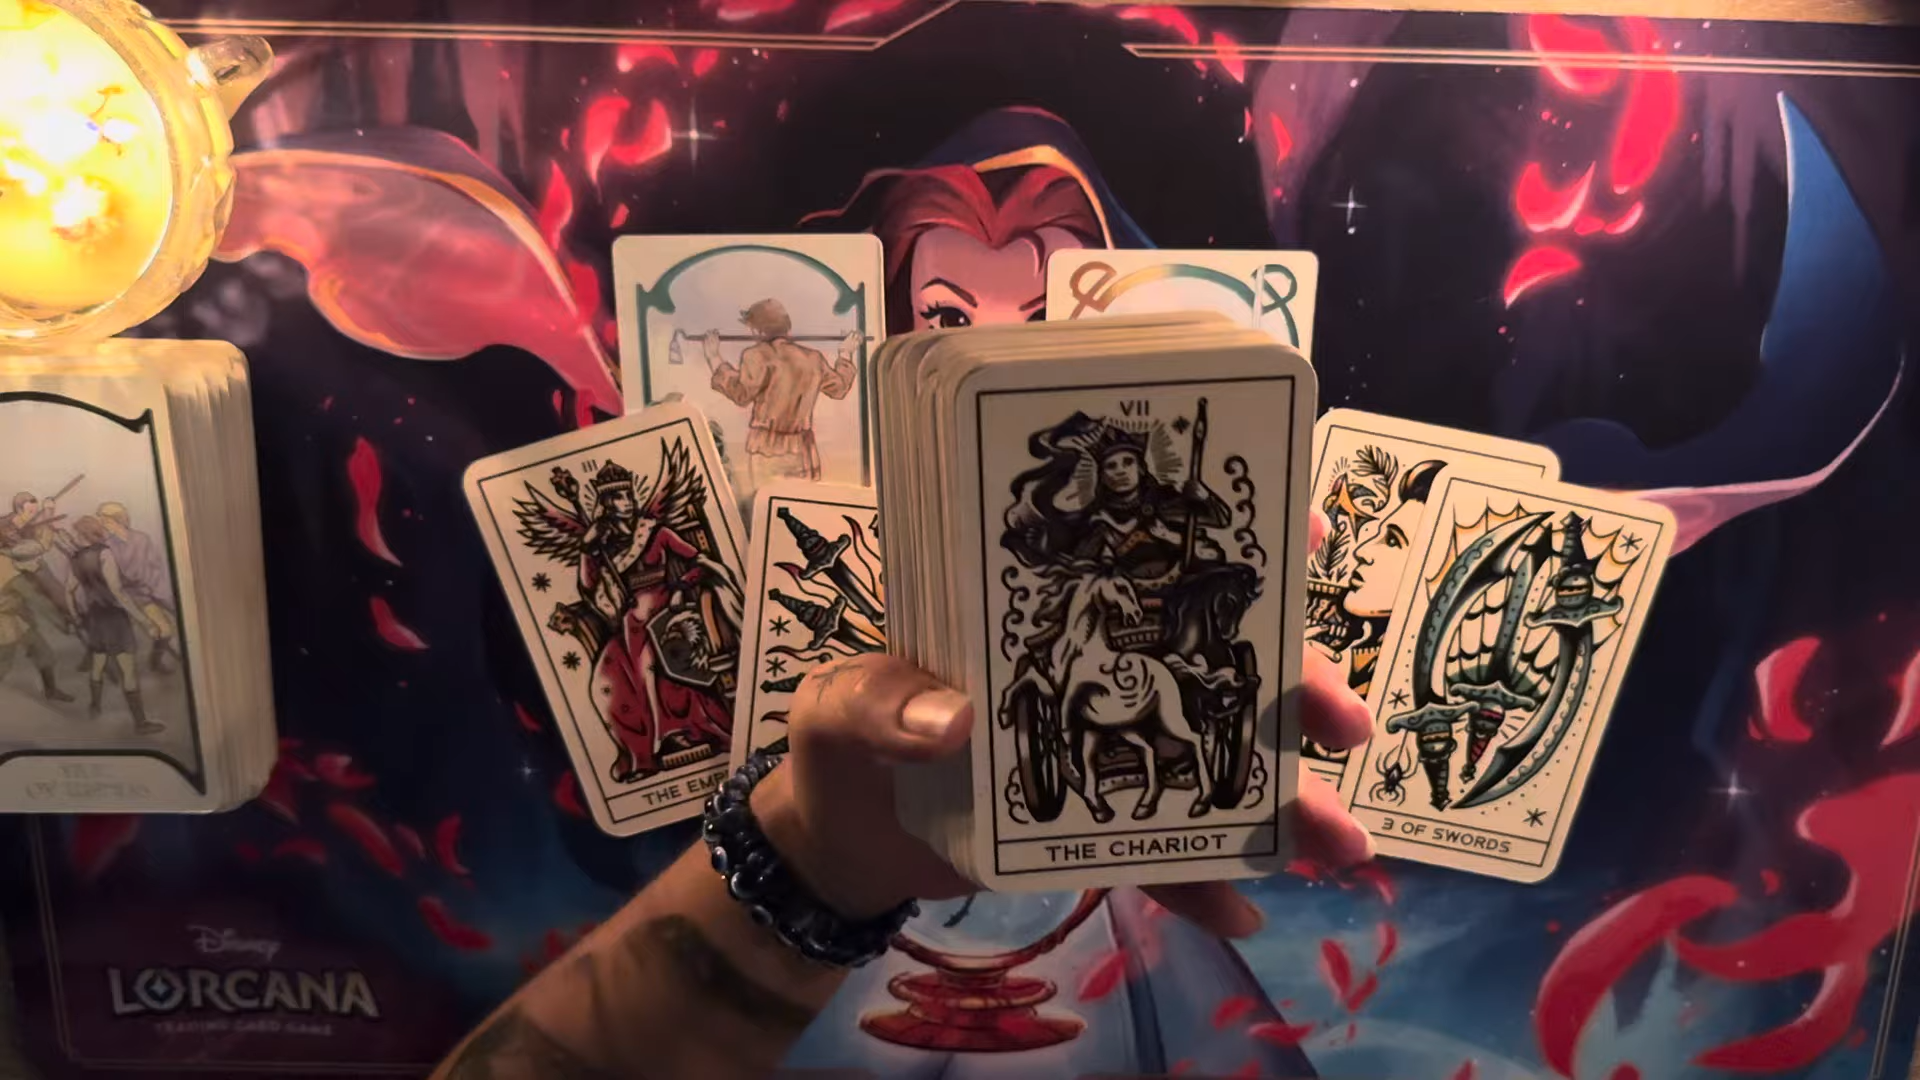 VII
III
THE EMP
THE CHARIOT
3 OF SWORDS
Disney
LORCANA
TRADING CARD GAME